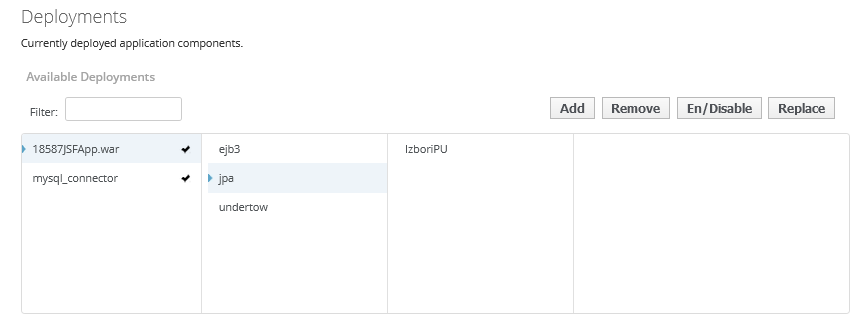 Deployments
Currently deployed application components.
Available Deployments
Filter:
Add Remove En/Disable Replace
18587JSFApp.war ejb3 IzboriPU
mysql_connector jpa
undertow